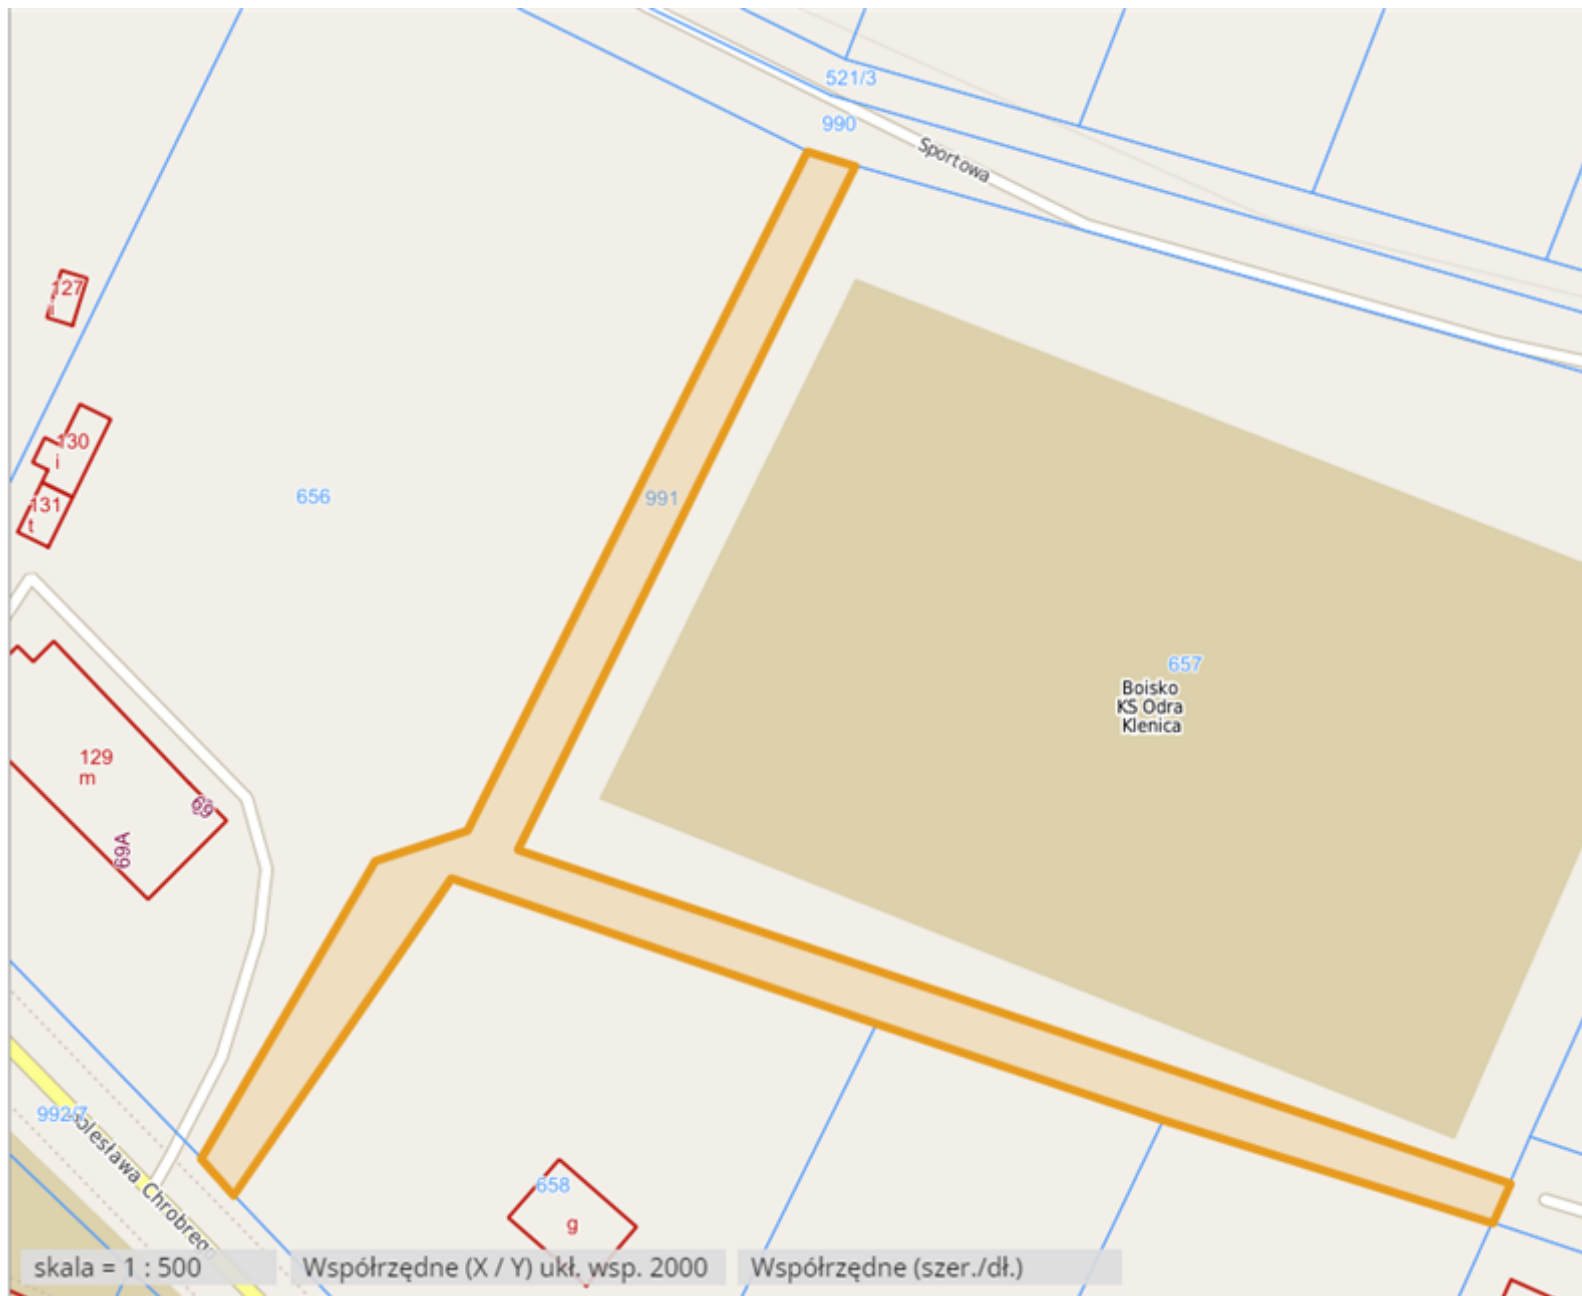 521/3
990
Sportowa
127
i
130
i
131
t
656
991
657
Boisko
KS Odra
Klenica
129
m
69
69A
992/7
Bolesława Chrobrego
658
g
skala = 1 : 500
Współrzędne (X / Y) ukł. wsp. 2000
Współrzędne (szer./dł.)